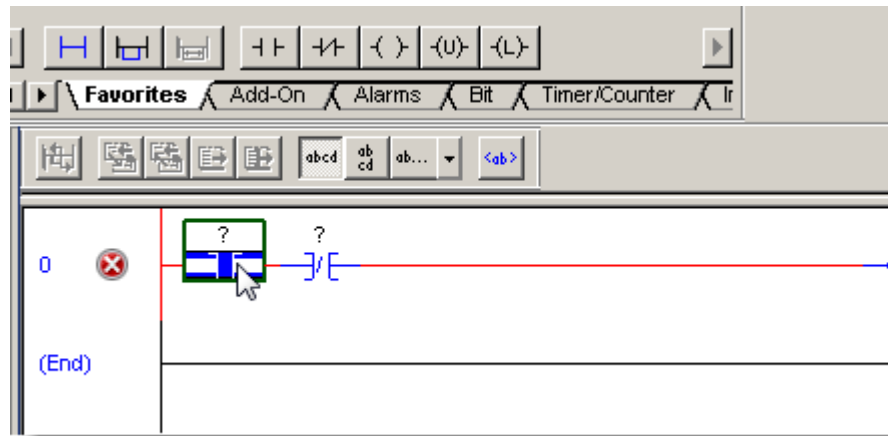 (U) (L)
Favorites Add-On Alarms Bit Timer/Counter
abcd ab cd ab... <ab>
? ?
0
(End)